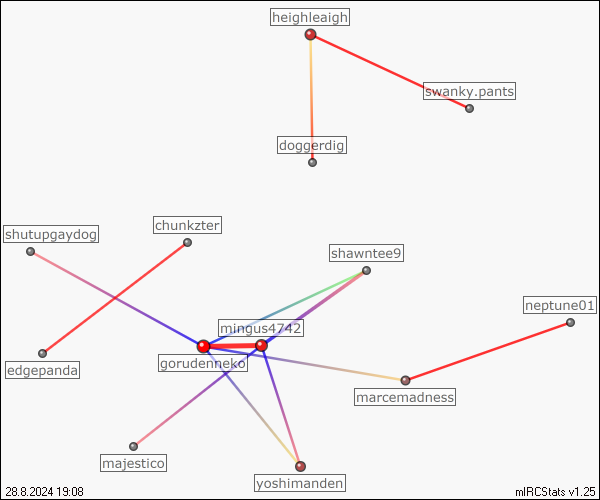 heighleaigh
swanky.pants
doggerdig
chunkzter
shutupgaydog
shawntee9
neptune01
mingus4742
gorudenneko
edgepanda
marcemadness
majestico
yoshimanden
28.8.2024 19:08
mIRCStats v1.25